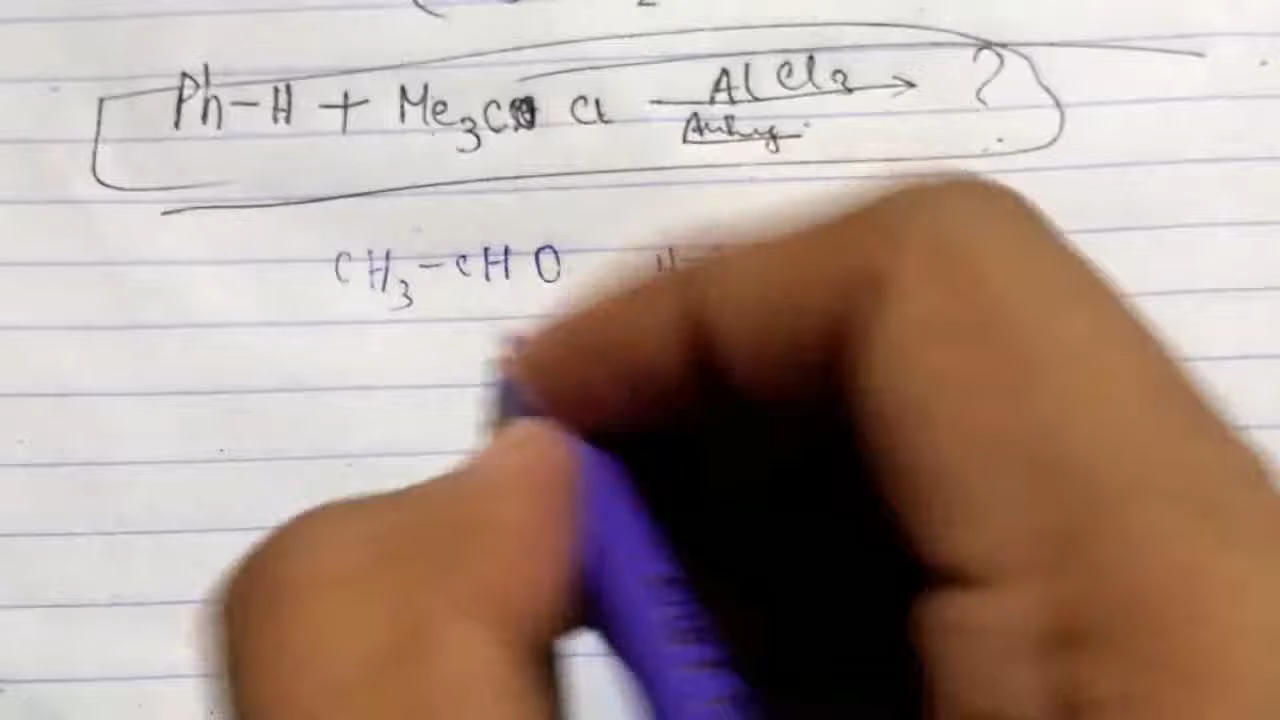 Ph-H + Me3C Cl AlCl3 → ?
Anhy.
CH3-CHO